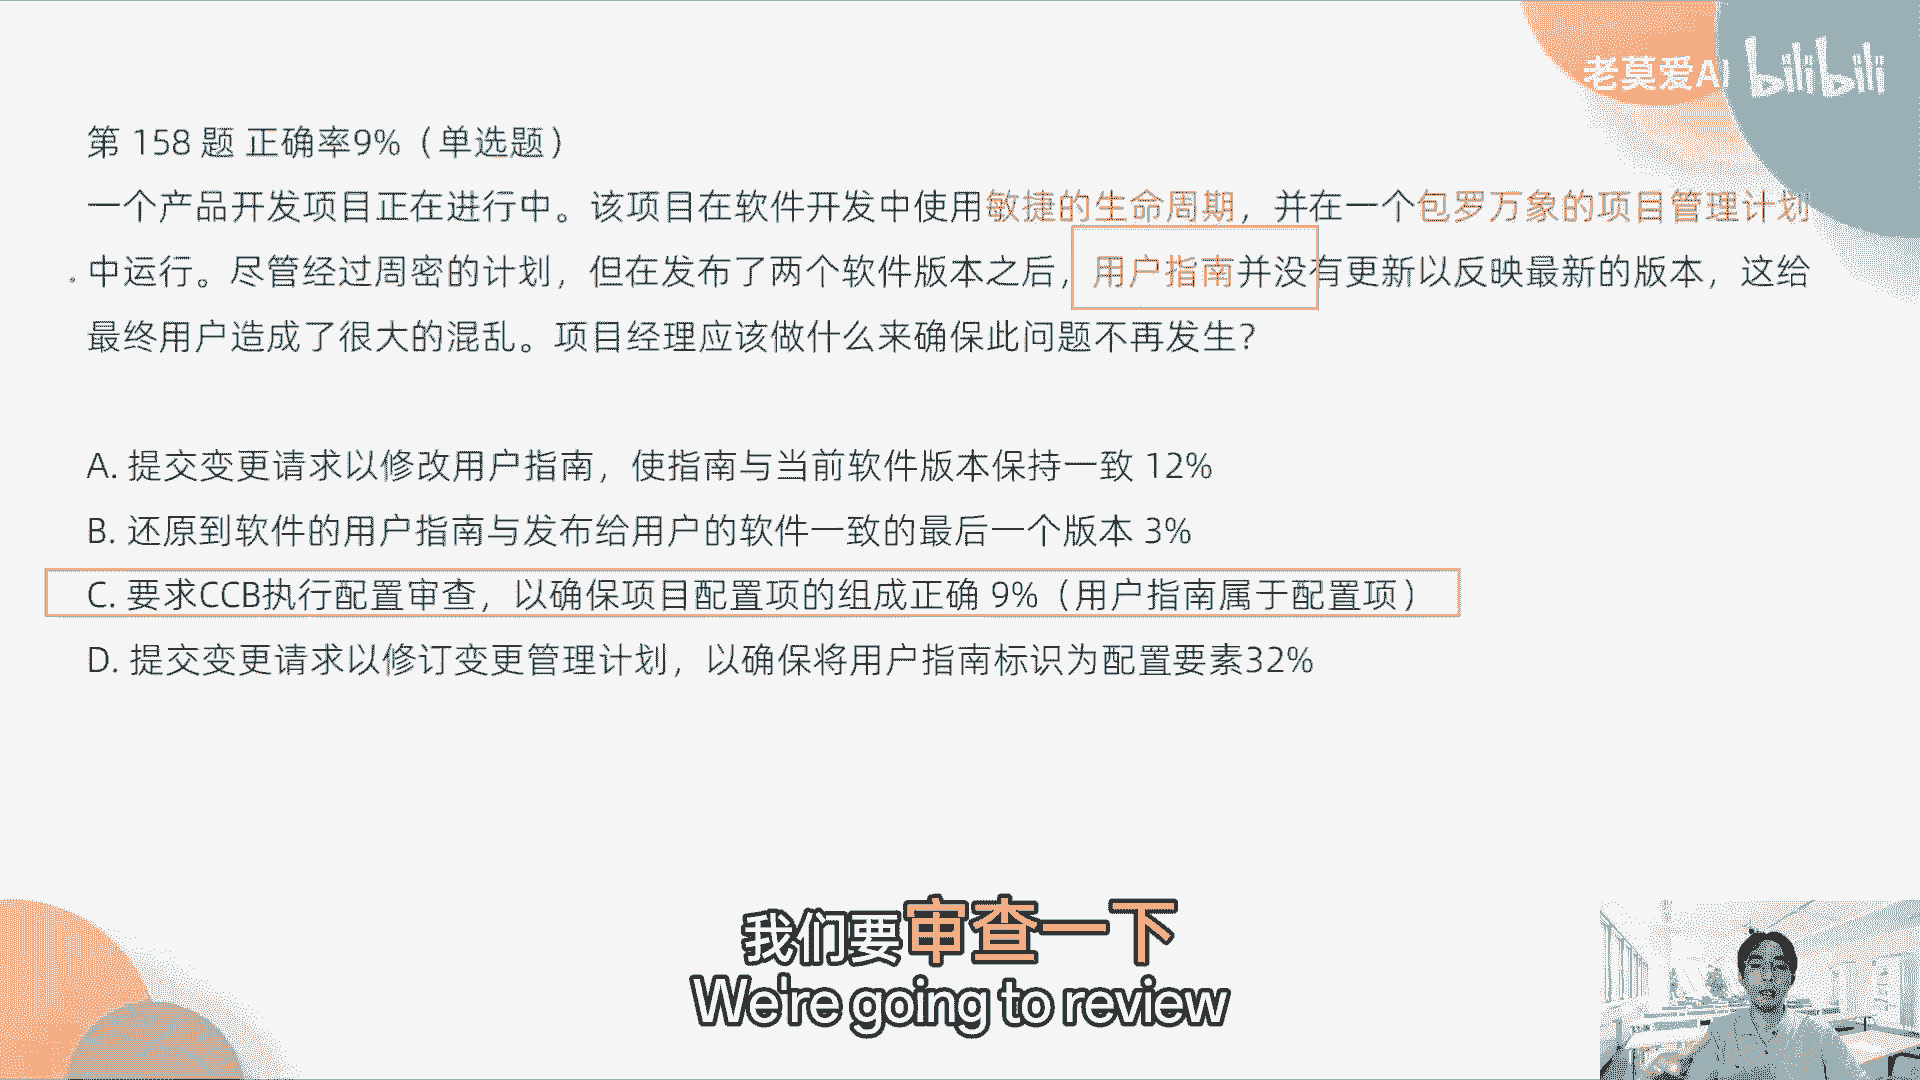 老莫爱AI bilibili
第 158 题 正确率9%（单选题）
一个产品开发项目正在进行中。该项目在软件开发中使用敏捷的生命周期，并在一个包罗万象的项目管理计划
中运行。尽管经过周密的计划，但在发布了两个软件版本之后，用户指南并没有更新以反映最新的版本，这给
最终用户造成了很大的混乱。项目经理应该做什么来确保此问题不再发生？
A. 提交变更请求以修改用户指南，使指南与当前软件版本保持一致 12%
B. 还原到软件的用户指南与发布给用户的软件一致的最后一个版本 3%
C. 要求CCB执行配置审查，以确保项目配置项的组成正确 9%（用户指南属于配置项）
D. 提交变更请求以修订变更管理计划，以确保将用户指南标识为配置要素32%
我们要审查一下
We're going to review